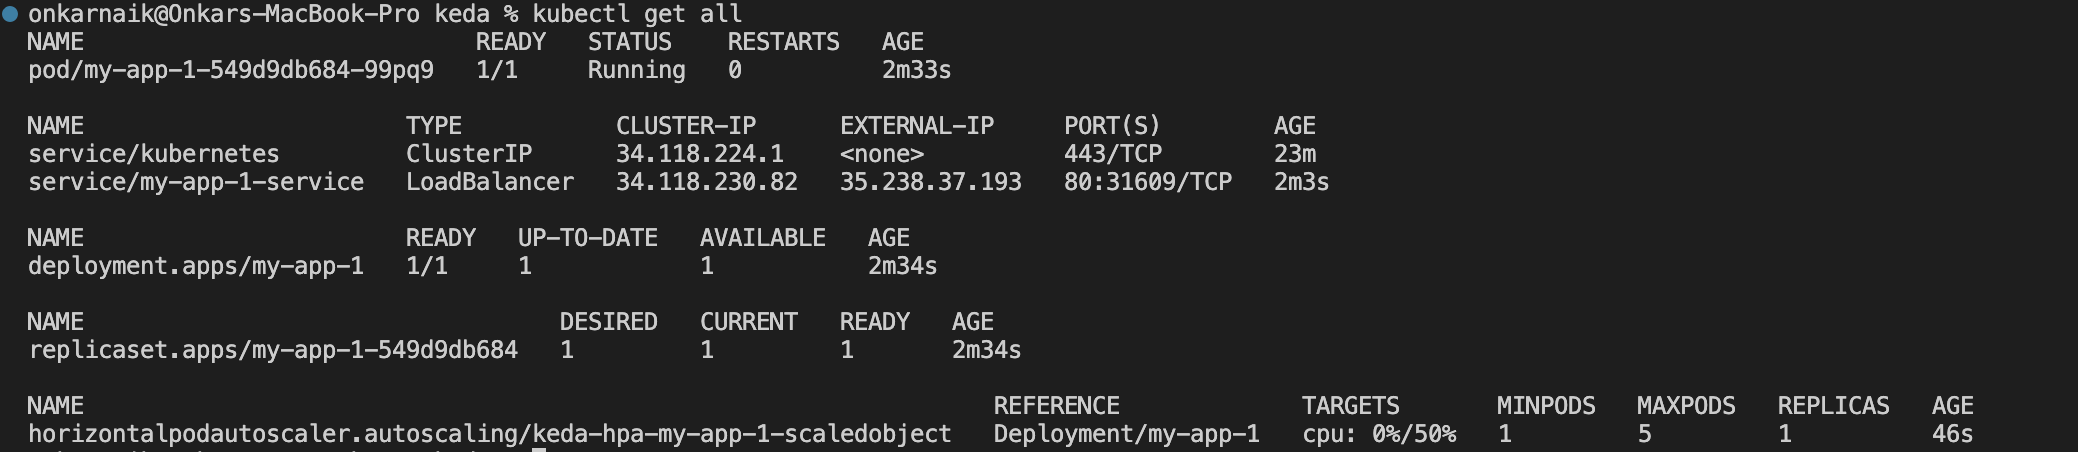 onkarnaik@Onkars-MacBook-Pro keda % kubectl get all
NAME READY STATUS RESTARTS AGE
pod/my-app-1-549d9db684-99pq9 1/1 Running 0 2m33s
NAME TYPE CLUSTER-IP EXTERNAL-IP PORT(S) AGE
service/kubernetes ClusterIP 34.118.224.1 <none> 443/TCP 23m
service/my-app-1-service LoadBalancer 34.118.230.82 35.238.37.193 80:31609/TCP 2m3s
NAME READY UP-TO-DATE AVAILABLE AGE
deployment.apps/my-app-1 1/1 1 1 2m34s
NAME DESIRED CURRENT READY AGE
replicaset.apps/my-app-1-549d9db684 1 1 1 2m34s
NAME REFERENCE TARGETS MINPODS MAXPODS REPLICAS AGE
horizontalpodautoscaler.autoscaling/keda-hpa-my-app-1-scaledobject Deployment/my-app-1 cpu: 0%/50% 1 5 1 46s